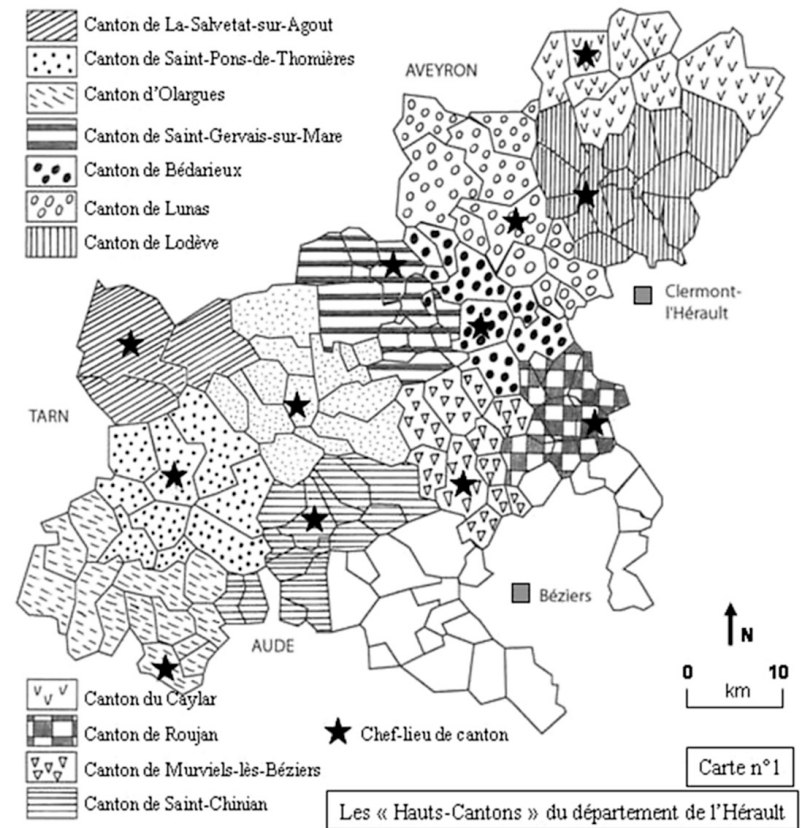 Canton de La-Salvetat-sur-Agout
Canton de Saint-Pons-de-Thomières
Canton d'Olargues
Canton de Saint-Gervais-sur-Mare
Canton de Bédarieux
Canton de Lunas
Canton de Lodève
AVEYRON
Clermont-
l'Hérault
TARN
Béziers
AUDE
N
0 10
km
Canton du Caylar
Canton de Roujan
Canton de Murviels-lès-Béziers
Canton de Saint-Chinian
Chef-lieu de canton
Carte n°1
Les « Hauts-Cantons » du département de l'Hérault